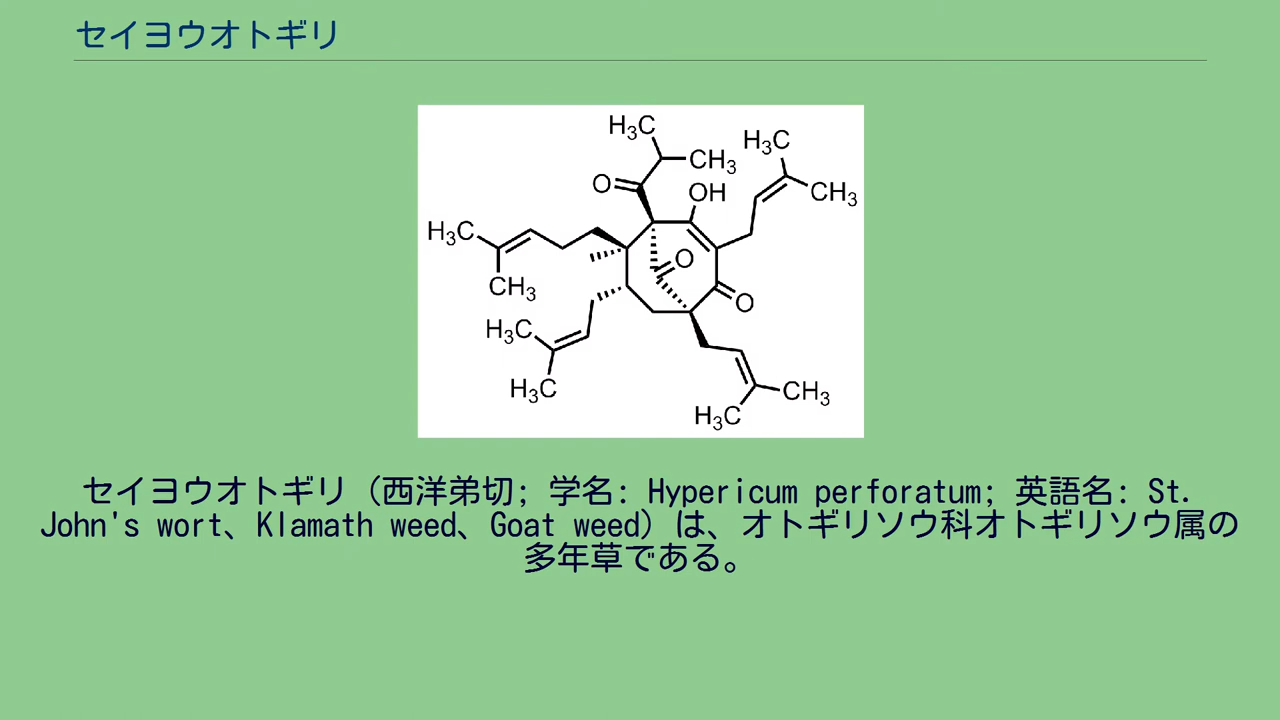 セイヨウオトギリ
H3C
CH3
O
OH
H3C
CH3
H3C
CH3
O
O
H3C
H3C
CH3
H3C
セイヨウオトギリ（西洋弟切; 学名: Hypericum perforatum; 英語名: St.
John's wort、Klamath weed、Goat weed）は、オトギリソウ科オトギリソウ属の
多年草である。